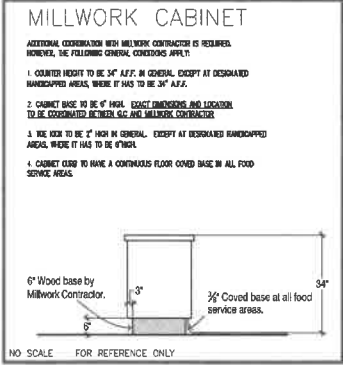 MILLWORK CABINET
ADDITIONAL COORDINATION WITH MILLWORK CONTRACTOR IS REQUIRED.
HOWEVER, THE FOLLOWING GENERAL CONDITIONS APPLY:
1. COUNTER HEIGHT TO BE 34" A.F.F. IN GENERAL EXCEPT AT DESIGNATED
HANDICAPPED AREAS, WHERE IT HAS TO BE 34" A.F.F.
2. CABINET BASE TO BE 6" HIGH. EXACT DIMENSIONS AND LOCATION
TO BE COORDINATED BETWEEN G.C AND MILLWORK CONTRACTOR
3. TOE KICK TO BE 2" HIGH IN GENERAL. EXCEPT AT DESIGNATED HANDICAPPED
AREAS, WHERE IT HAS TO BE 6"HIGH.
4. CABINET CURB TO HAVE A CONTINUOUS FLOOR COVED BASE IN ALL FOOD
SERVICE AREAS.
6" Wood base by
Millwork Contractor.
3"
6"
34"
⅜" Coved base at all food
service areas.
NO SCALE FOR REFERENCE ONLY